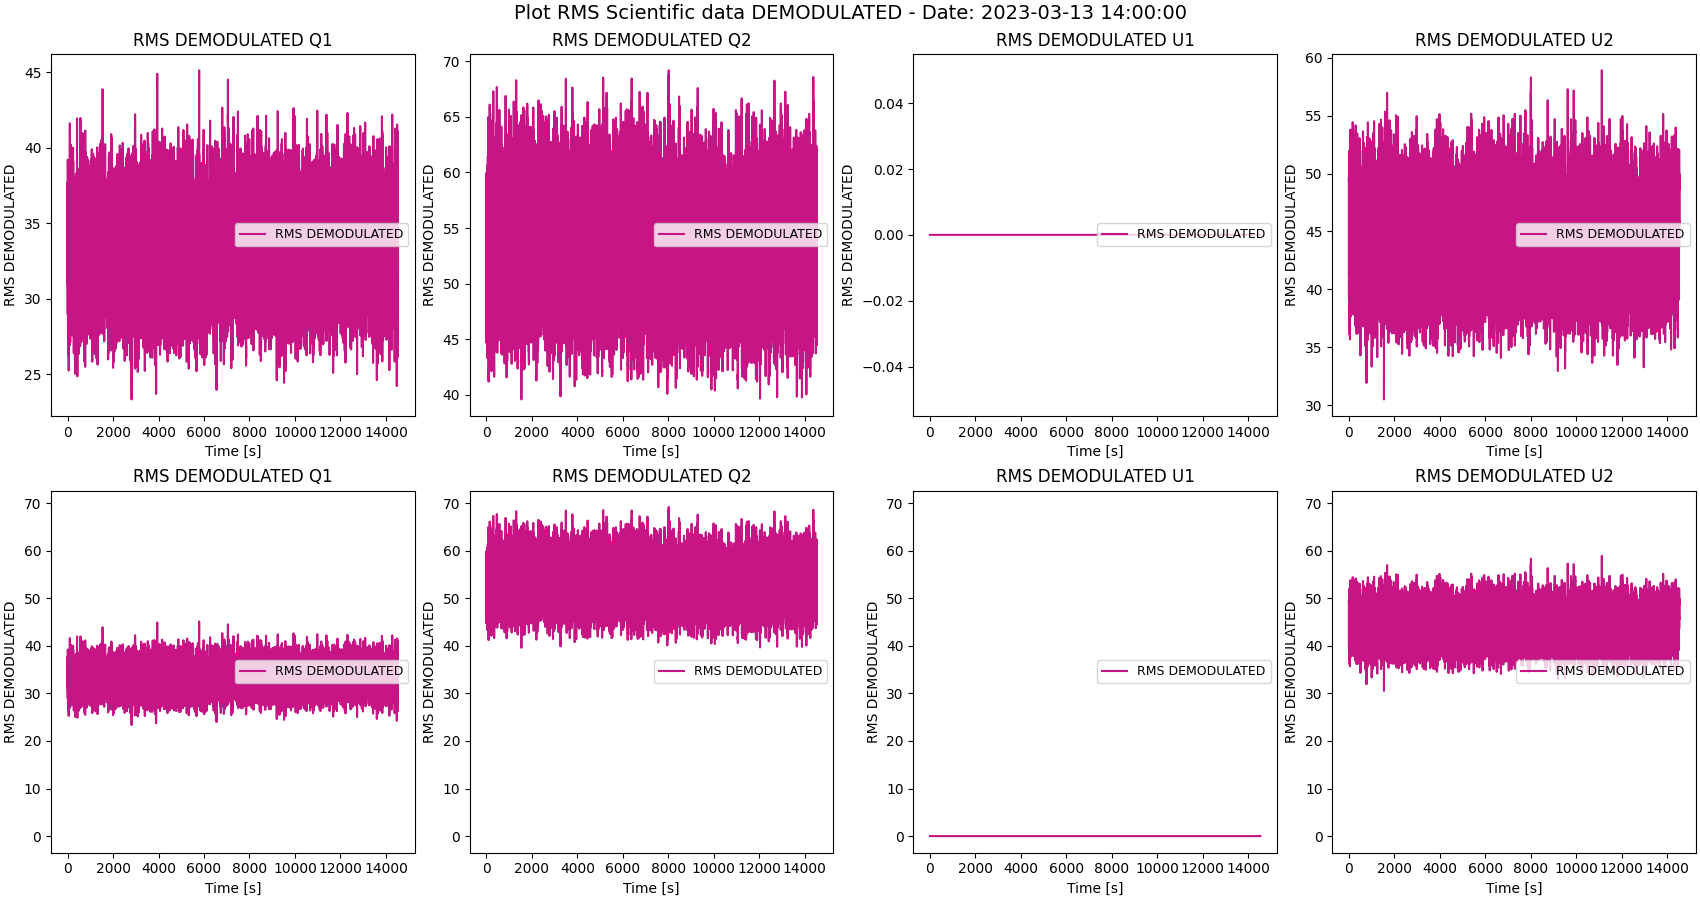 Plot RMS Scientific data DEMODULATED - Date: 2023-03-13 14:00:00
RMS DEMODULATED Q1
RMS DEMODULATED
45
40
35
30
25
RMS DEMODULATED
0 2000 4000 6000 8000 10000 12000 14000
Time [s]
RMS DEMODULATED Q2
RMS DEMODULATED
70
65
60
55
50
45
40
RMS DEMODULATED
0 2000 4000 6000 8000 10000 12000 14000
Time [s]
RMS DEMODULATED U1
RMS DEMODULATED
0.04
0.02
0.00
−0.02
−0.04
RMS DEMODULATED
0 2000 4000 6000 8000 10000 12000 14000
Time [s]
RMS DEMODULATED U2
RMS DEMODULATED
60
55
50
45
40
35
30
RMS DEMODULATED
0 2000 4000 6000 8000 10000 12000 14000
Time [s]
RMS DEMODULATED Q1
RMS DEMODULATED
70
60
50
40
30
20
10
0
RMS DEMODULATED
0 2000 4000 6000 8000 10000 12000 14000
Time [s]
RMS DEMODULATED Q2
RMS DEMODULATED
70
60
50
40
30
20
10
0
RMS DEMODULATED
0 2000 4000 6000 8000 10000 12000 14000
Time [s]
RMS DEMODULATED U1
RMS DEMODULATED
70
60
50
40
30
20
10
0
RMS DEMODULATED
0 2000 4000 6000 8000 10000 12000 14000
Time [s]
RMS DEMODULATED U2
RMS DEMODULATED
70
60
50
40
30
20
10
0
RMS DEMODULATED
0 2000 4000 6000 8000 10000 12000 14000
Time [s]